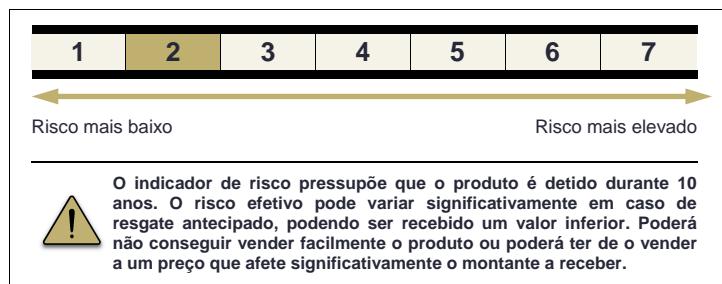 1 2 3 4 5 6 7
Risco mais baixo Risco mais elevado
O indicador de risco pressupõe que o produto é detido durante 10
anos. O risco efetivo pode variar significativamente em caso de
resgate antecipado, podendo ser recebido um valor inferior. Poderá
não conseguir vender facilmente o produto ou poderá ter de o vender
a um preço que afete significativamente o montante a receber.